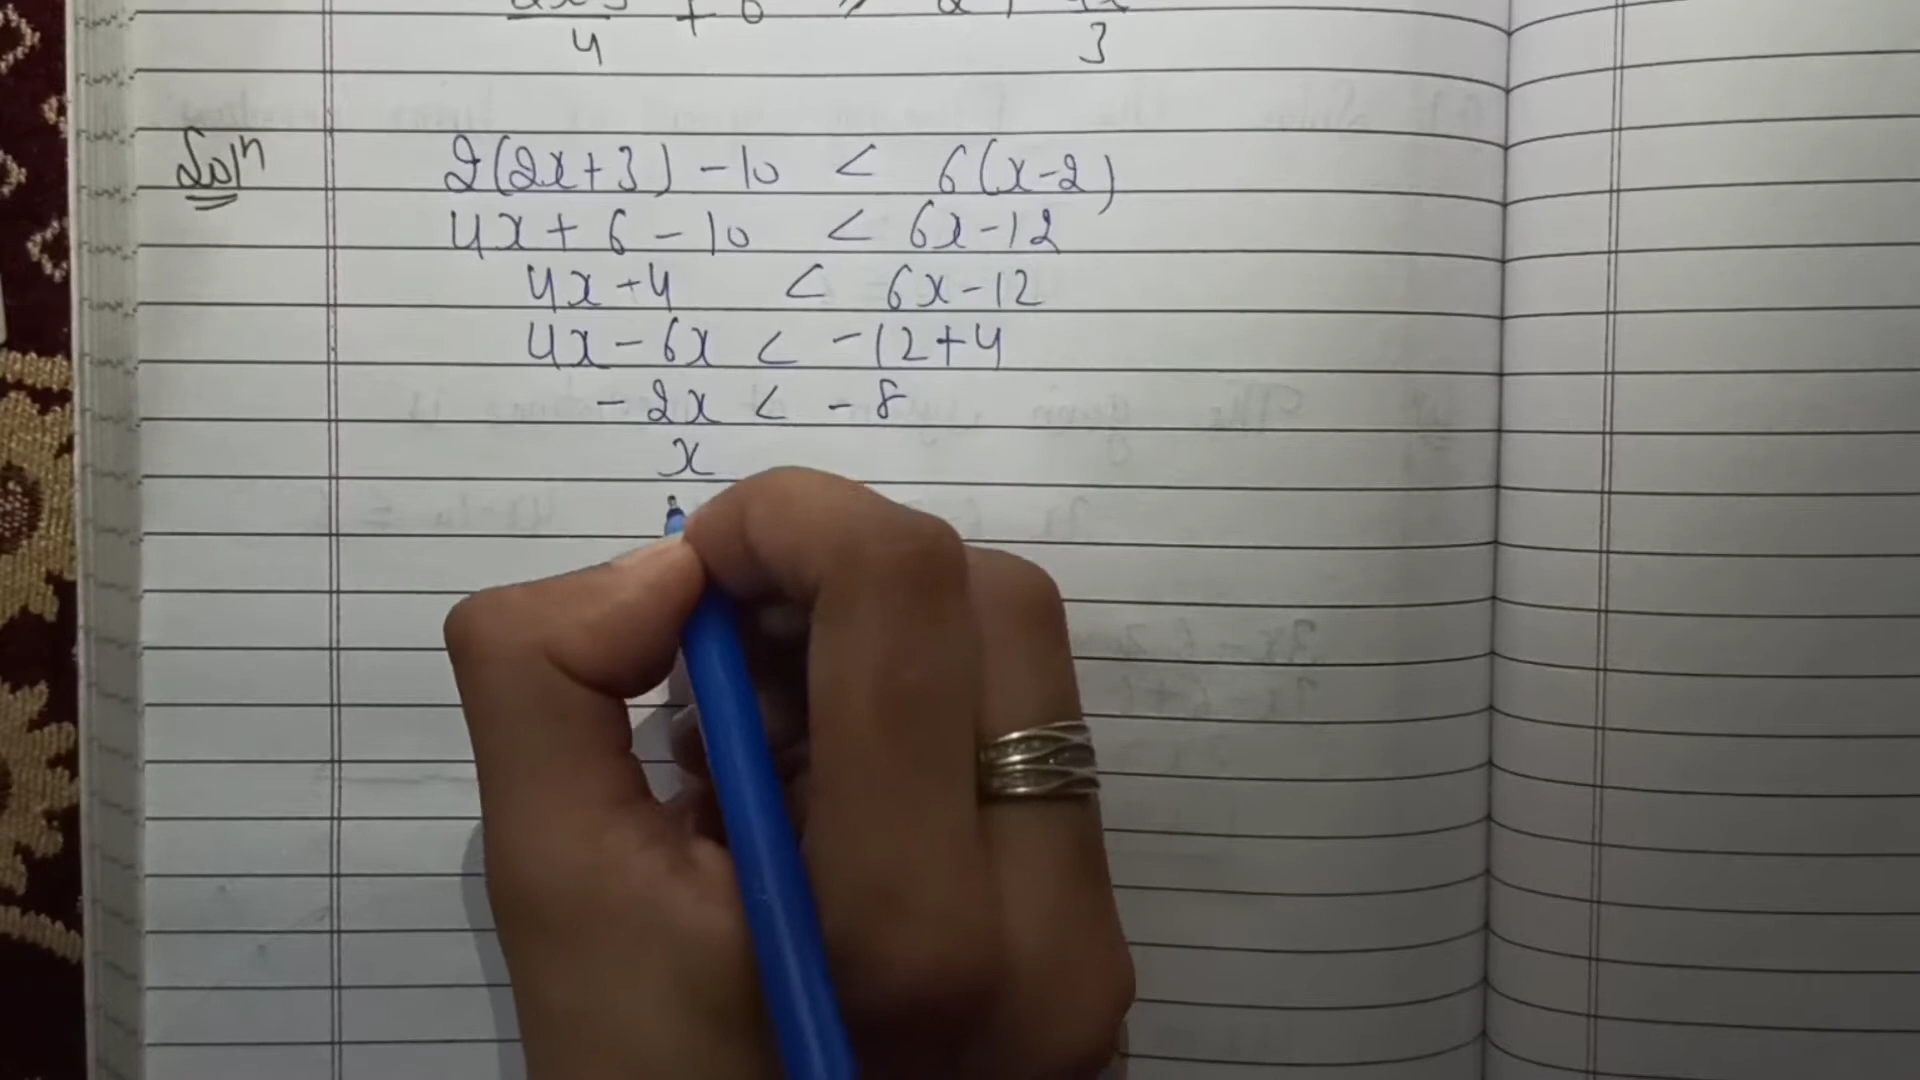 4 + 6 3
Solⁿ 2(2x+3) -10 < 6(x-2)
4x + 6 - 10 < 6x-12
4x-4 < 6x-12
4x- 6x < -12+4
- 2x < - 8
x